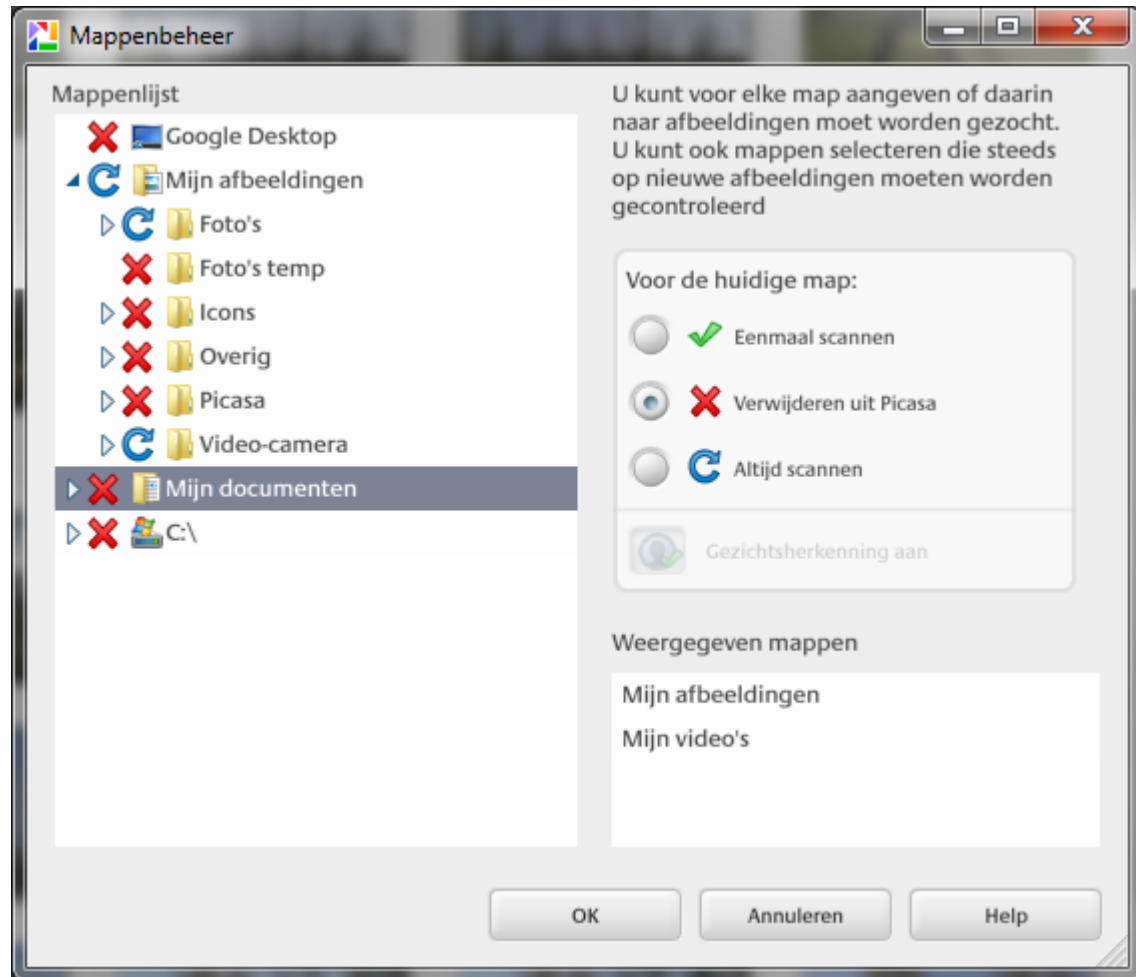 Mappenbeheer
Mappenlijst
Google Desktop
Mijn afbeeldingen
Foto's
Foto's temp
Icons
Overig
Picasa
Video-camera
Mijn documenten
C:\
U kunt voor elke map aangeven of daarin
naar afbeeldingen moet worden gezocht.
U kunt ook mappen selecteren die steeds
op nieuwe afbeeldingen moeten worden
gecontroleerd
Voor de huidige map:
Eenmaal scannen
Verwijderen uit Picasa
Altijd scannen
Gezichtsherkenning aan
Weergegeven mappen
Mijn afbeeldingen
Mijn video's
OK
Annuleren
Help